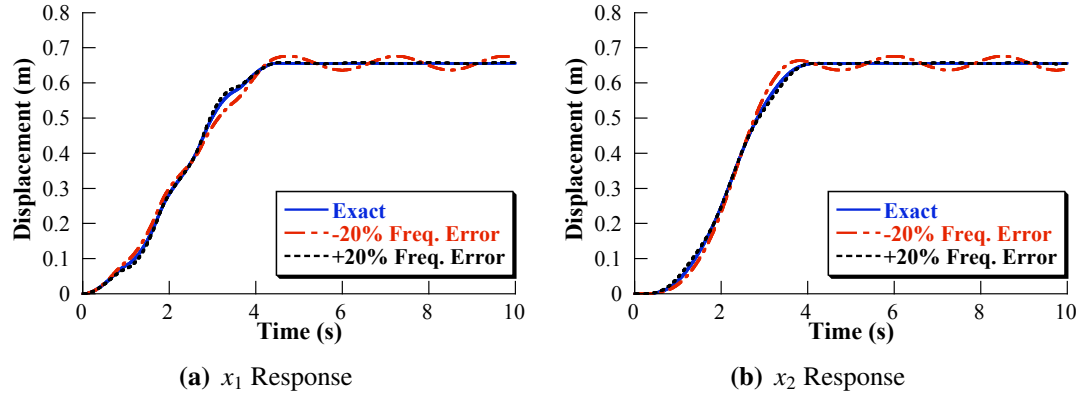 0.8
0.7
0.6
0.5
0.4
0.3
0.2
0.1
0
Displacement (m)
Exact
-20% Freq. Error
+20% Freq. Error
0 2 4 6 8 10
Time (s)
(a) x₁ Response
0.8
0.7
0.6
0.5
0.4
0.3
0.2
0.1
0
Displacement (m)
Exact
-20% Freq. Error
+20% Freq. Error
0 2 4 6 8 10
Time (s)
(b) x₂ Response